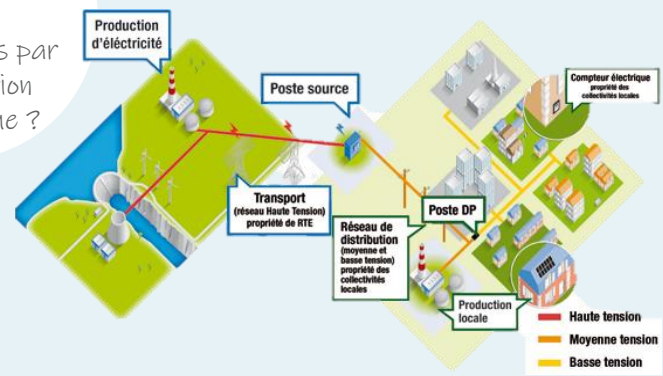 s par
ion
e ?
Production
d'éléctricité
Poste source
Compteur électrique
propriété des
collectivités locales
Transport
(réseau Haute Tension)
propriété de RTE
Réseau de
distribution
(moyenne et
basse tension)
propriété des
collectivités
locales
Poste DP
Production
locale
Haute tension
Moyenne tension
Basse tension